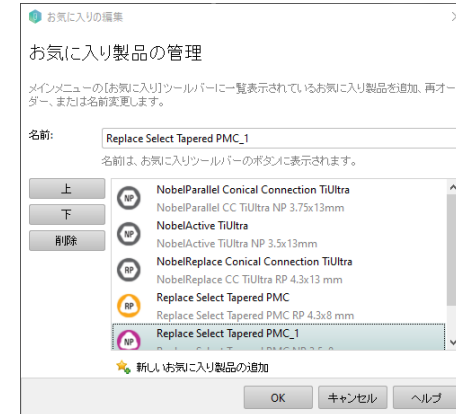 お気に入りの編集
お気に入り製品の管理
メインメニューの[お気に入り]ツールバーに一覧表示されているお気に入り製品を追加、再オー
ダー、または名前変更します。
名前: Replace Select Tapered PMC_1
名前は、お気に入りツールバーのボタンに表示されます。
上
下
削除
NP NobelParallel Conical Connection TiUltra
NobelParallel CC TiUltra NP 3.75x13mm
NP NobelActive TiUltra
NobelActive TiUltra NP 3.5x13mm
RP NobelReplace Conical Connection TiUltra
NobelReplace CC TiUltra RP 4.3x13 mm
RP Replace Select Tapered PMC
Replace Select Tapered PMC RP 4.3x8 mm
NP Replace Select Tapered PMC_1
新しいお気に入り製品の追加
OK キャンセル ヘルプ